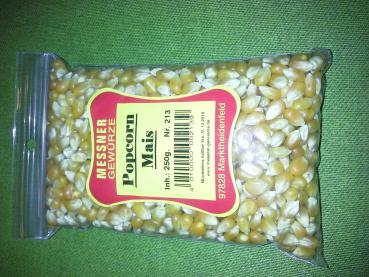 MESSNER
GEWÜRZE
Popcorn
Mais
Inh.: 250g. Nr. 213
97828 Marktheidenfeld